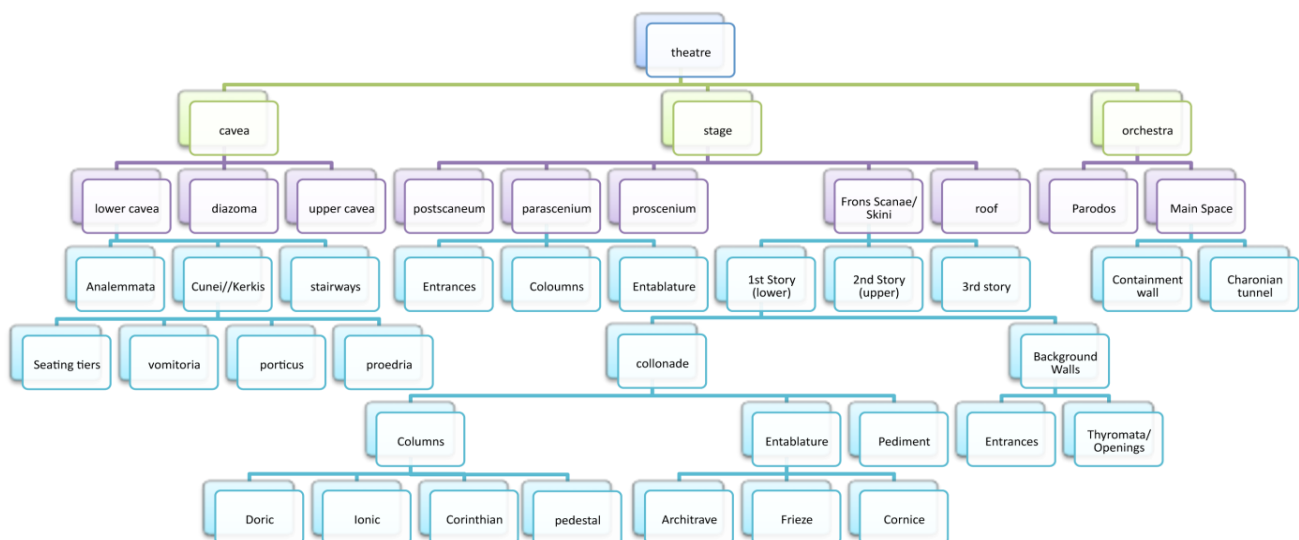 theatre
cavea
stage
orchestra
lower cavea
diazoma
upper cavea
postscaneum
parascenium
proscenium
Frons Scanae/
Skini
roof
Parodos
Main Space
Analemmata
Cunei//Kerkis
stairways
Entrances
Coloumns
Entablature
1st Story
(lower)
2nd Story
(upper)
3rd story
Containment
wall
Charonian
tunnel
Seating tiers
vomitoria
porticus
proedria
collonade
Background
Walls
Columns
Entablature
Pediment
Entrances
Thyromata/
Openings
Doric
Ionic
Corinthian
pedestal
Architrave
Frieze
Cornice